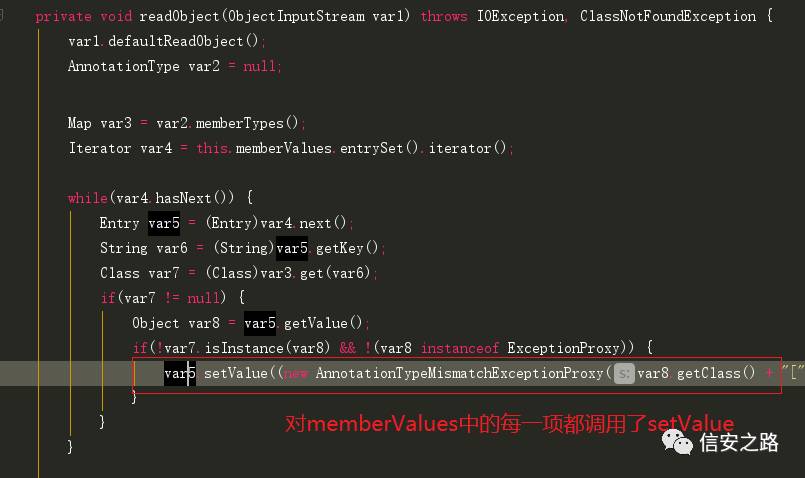 private void readObject(ObjectInputStream var1) throws IOException, ClassNotFoundException {
var1.defaultReadObject();
AnnotationType var2 = null;
Map var3 = var2.memberTypes();
Iterator var4 = this.memberValues.entrySet().iterator();
while(var4.hasNext()) {
Entry var5 = (Entry)var4.next();
String var6 = (String)var5.getKey();
Class var7 = (Class)var3.get(var6);
if(var7 != null) {
Object var8 = var5.getValue();
if(!var7.isInstance(var8) && !(var8 instanceof ExceptionProxy)) {
var5.setValue((new AnnotationTypeMismatchExceptionProxy( s: var8.getClass() + "["
}
}
对memberValues中的每一项都调用了setValue
}
信安之路